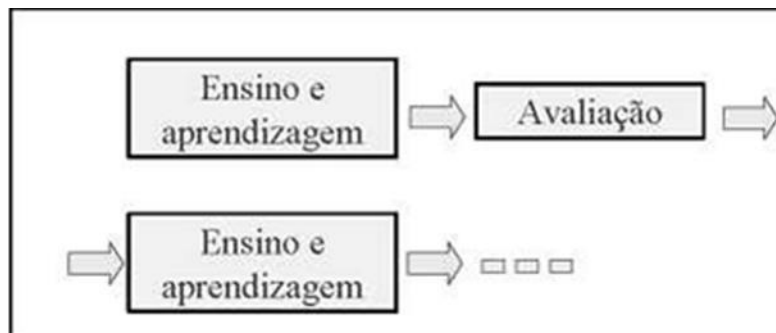 Ensino e
aprendizagem
Avaliação
Ensino e
aprendizagem